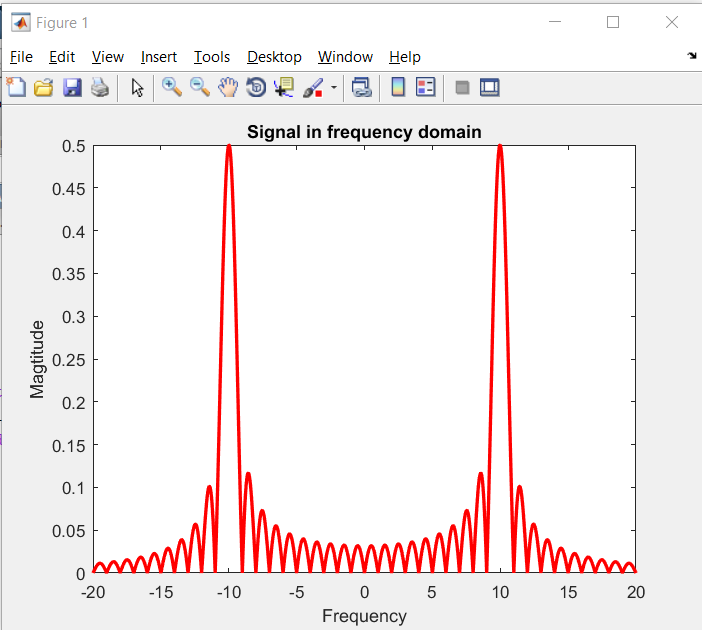 Figure 1
File Edit View Insert Tools Desktop Window Help
Signal in frequency domain
0.5
0.45
0.4
0.35
0.3
0.25
0.2
0.15
0.1
0.05
0
Magtitude
-20 -15 -10 -5 0 5 10 15 20
Frequency